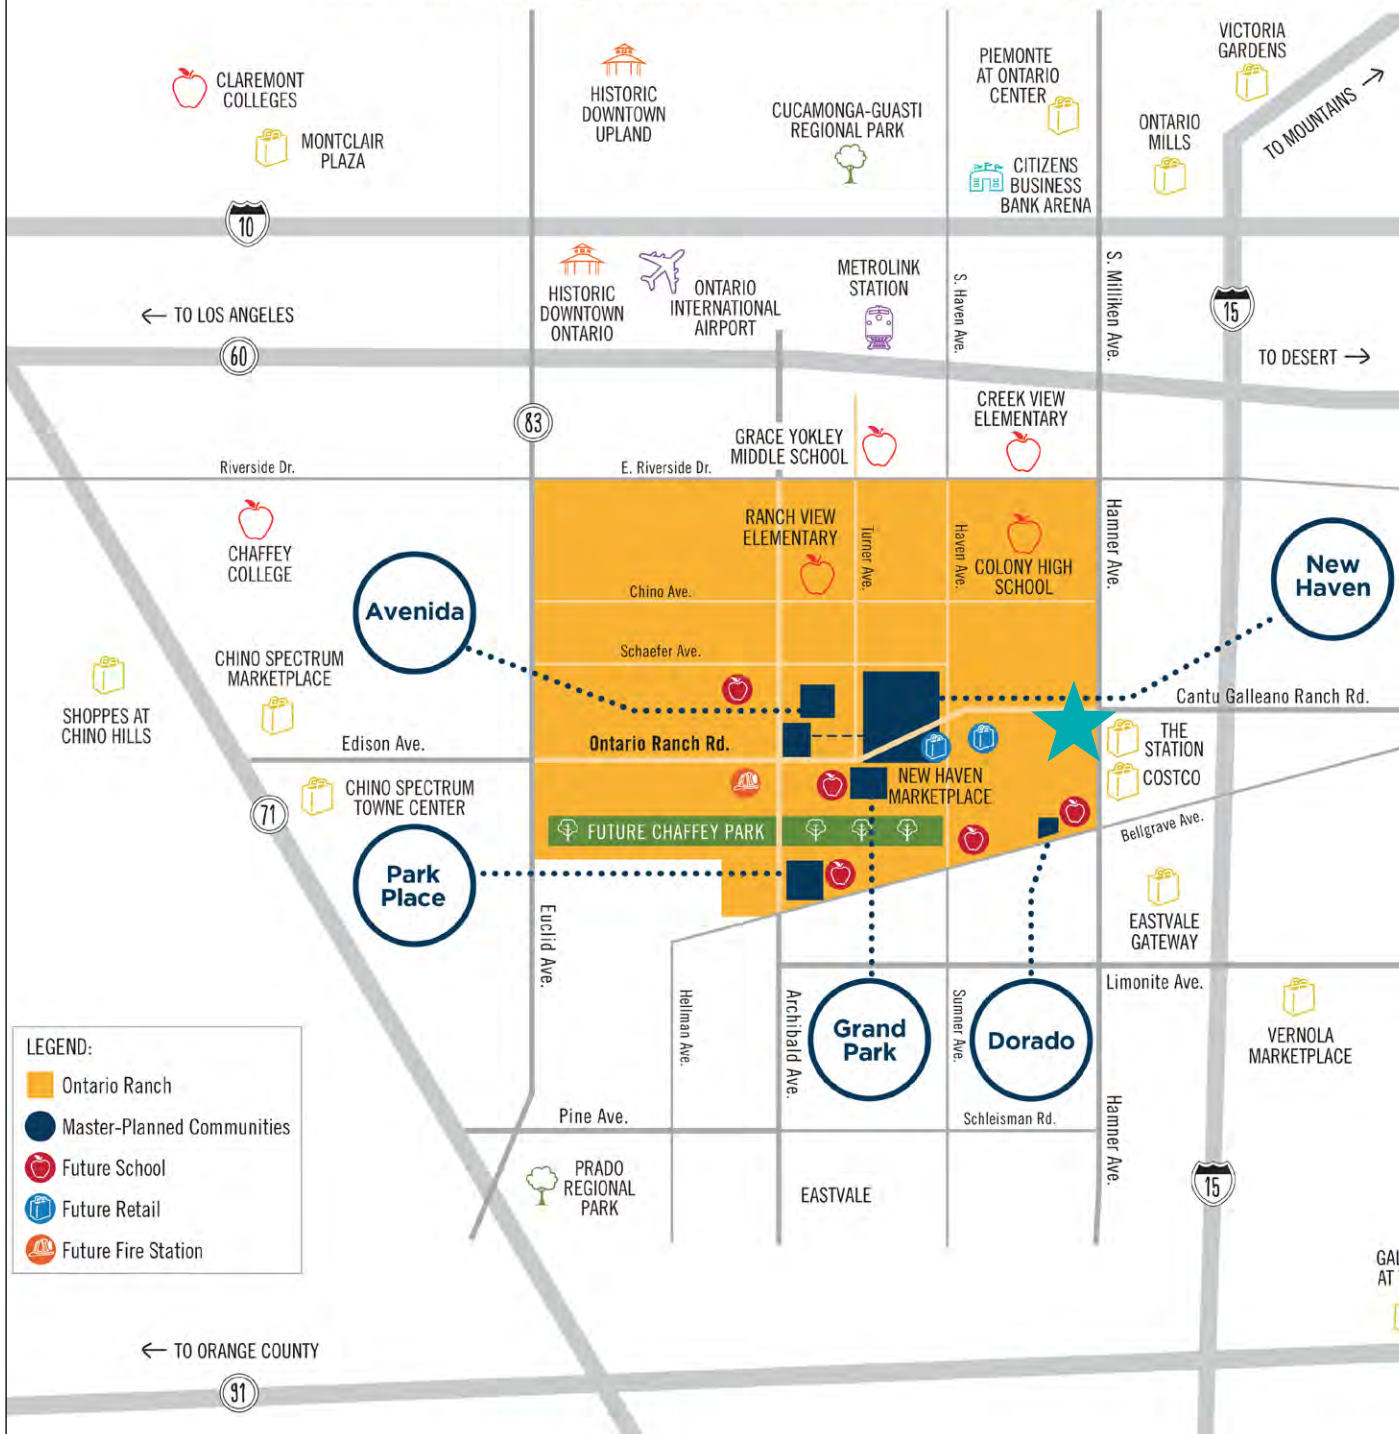 VICTORIA
GARDENS
PIEMONTE
AT ONTARIO
CENTER
CLAREMONT
COLLEGES
HISTORIC
DOWNTOWN
UPLAND
CUCAMONGA-GUASTI
REGIONAL PARK
ONTARIO
MILLS
TO MOUNTAINS
MONTCLAIR
PLAZA
CITIZENS
BUSINESS
BANK ARENA
10
METROLINK
STATION
S. Haven Ave.
S. Milliken Ave.
HISTORIC
DOWNTOWN
ONTARIO
ONTARIO
INTERNATIONAL
AIRPORT
15
TO LOS ANGELES
60
TO DESERT
83
CREEK VIEW
ELEMENTARY
GRACE YOKLEY
MIDDLE SCHOOL
Riverside Dr.
E. Riverside Dr.
RANCH VIEW
ELEMENTARY
Turner Ave.
Haven Ave.
COLONY HIGH
SCHOOL
Hamner Ave.
New
Haven
CHAFFEY
COLLEGE
Avenida
Chino Ave.
Schaefer Ave.
CHINO SPECTRUM
MARKETPLACE
Cantu Galleano Ranch Rd.
SHOPPES AT
CHINO HILLS
Edison Ave.
Ontario Ranch Rd.
THE
STATION
COSTCO
NEW HAVEN
MARKETPLACE
CHINO SPECTRUM
TOWNE CENTER
71
FUTURE CHAFFEY PARK
Bellgrave Ave.
Park
Place
EASTVALE
GATEWAY
Euclid Ave.
Limonite Ave.
Hellman Ave.
Archibald Ave.
Grand
Park
Sumner Ave.
Dorado
VERNOLA
MARKETPLACE
LEGEND:
Ontario Ranch
Master-Planned Communities
Future School
Future Retail
Future Fire Station
Pine Ave.
Schleisman Rd.
Hamner Ave.
PRADO
REGIONAL
PARK
EASTVALE
15
GAL
AT
TO ORANGE COUNTY
91